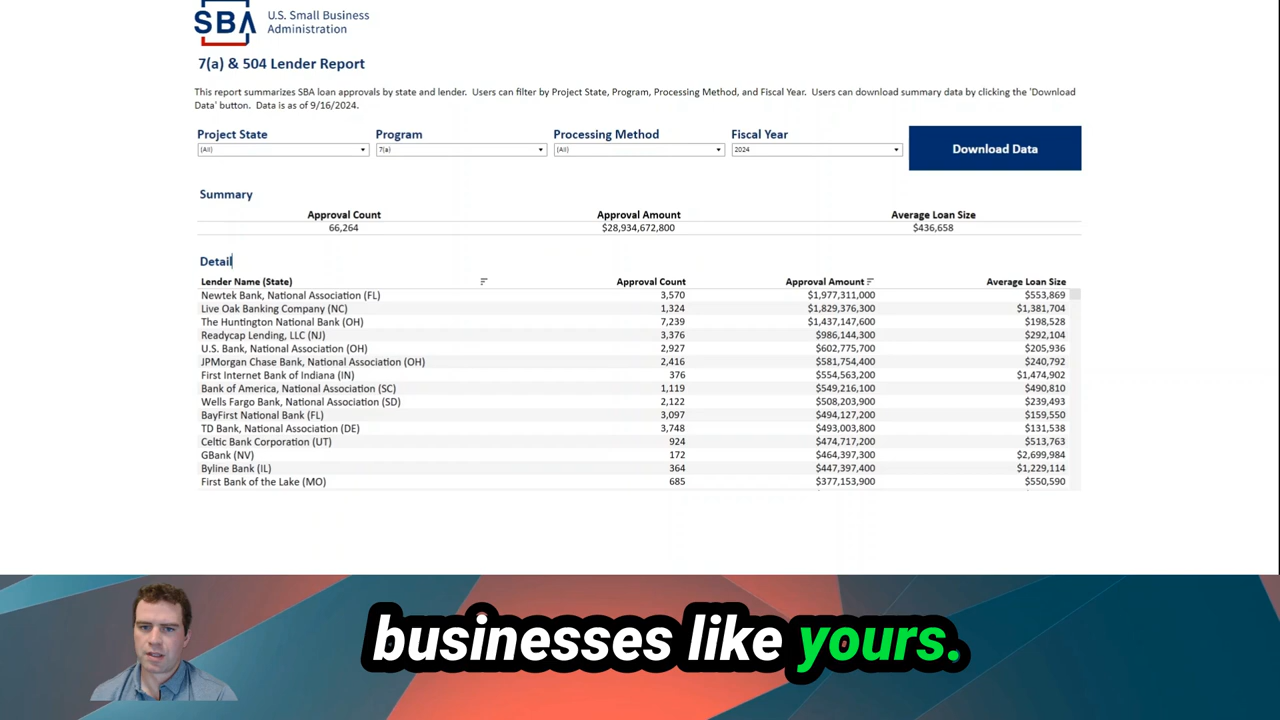 SBA
U.S. Small Business
Administration
7(a) & 504 Lender Report
This report summarizes SBA loan approvals by state and lender. Users can filter by Project State, Program, Processing Method, and Fiscal Year. Users can download summary data by clicking the 'Download
Data' button. Data is as of 9/16/2024.
Project State Program Processing Method Fiscal Year
(All) 7(a) (All) 2024
Download Data
Summary
Approval Count Approval Amount Average Loan Size
66,264 $28,934,672,800 $436,658
Detail
Lender Name (State) Approval Count Approval Amount Average Loan Size
Newtek Bank, National Association (FL) 3,570 $1,977,311,000 $553,869
Live Oak Banking Company (NC) 1,324 $1,829,376,300 $1,381,704
The Huntington National Bank (OH) 7,239 $1,437,147,600 $198,528
Readycap Lending, LLC (NJ) 3,376 $986,144,300 $292,104
U.S. Bank, National Association (OH) 2,927 $602,775,700 $205,936
JPMorgan Chase Bank, National Association (OH) 2,416 $581,754,400 $240,792
First Internet Bank of Indiana (IN) 376 $554,563,200 $1,474,902
Bank of America, National Association (SC) 1,119 $549,216,100 $490,810
Wells Fargo Bank, National Association (SD) 2,122 $508,203,900 $239,493
BayFirst National Bank (FL) 3,097 $494,127,200 $159,550
TD Bank, National Association (DE) 3,748 $493,003,800 $131,538
Celtic Bank Corporation (UT) 924 $474,717,200 $513,763
GBank (NV) 172 $464,397,300 $2,699,984
Byline Bank (IL) 364 $447,397,400 $1,229,114
First Bank of the Lake (MO) 685 $377,153,900 $550,590
businesses like yours.